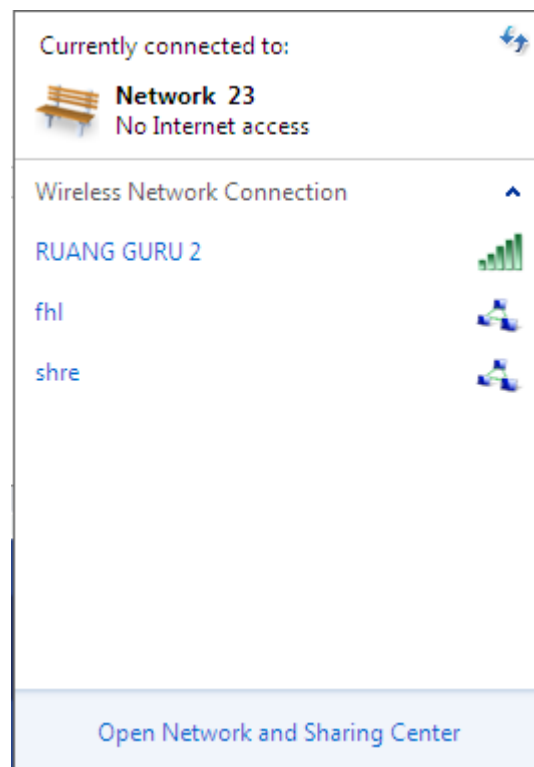 Currently connected to:
Network 23
No Internet access
Wireless Network Connection
RUANG GURU 2
fhl
shre
Open Network and Sharing Center